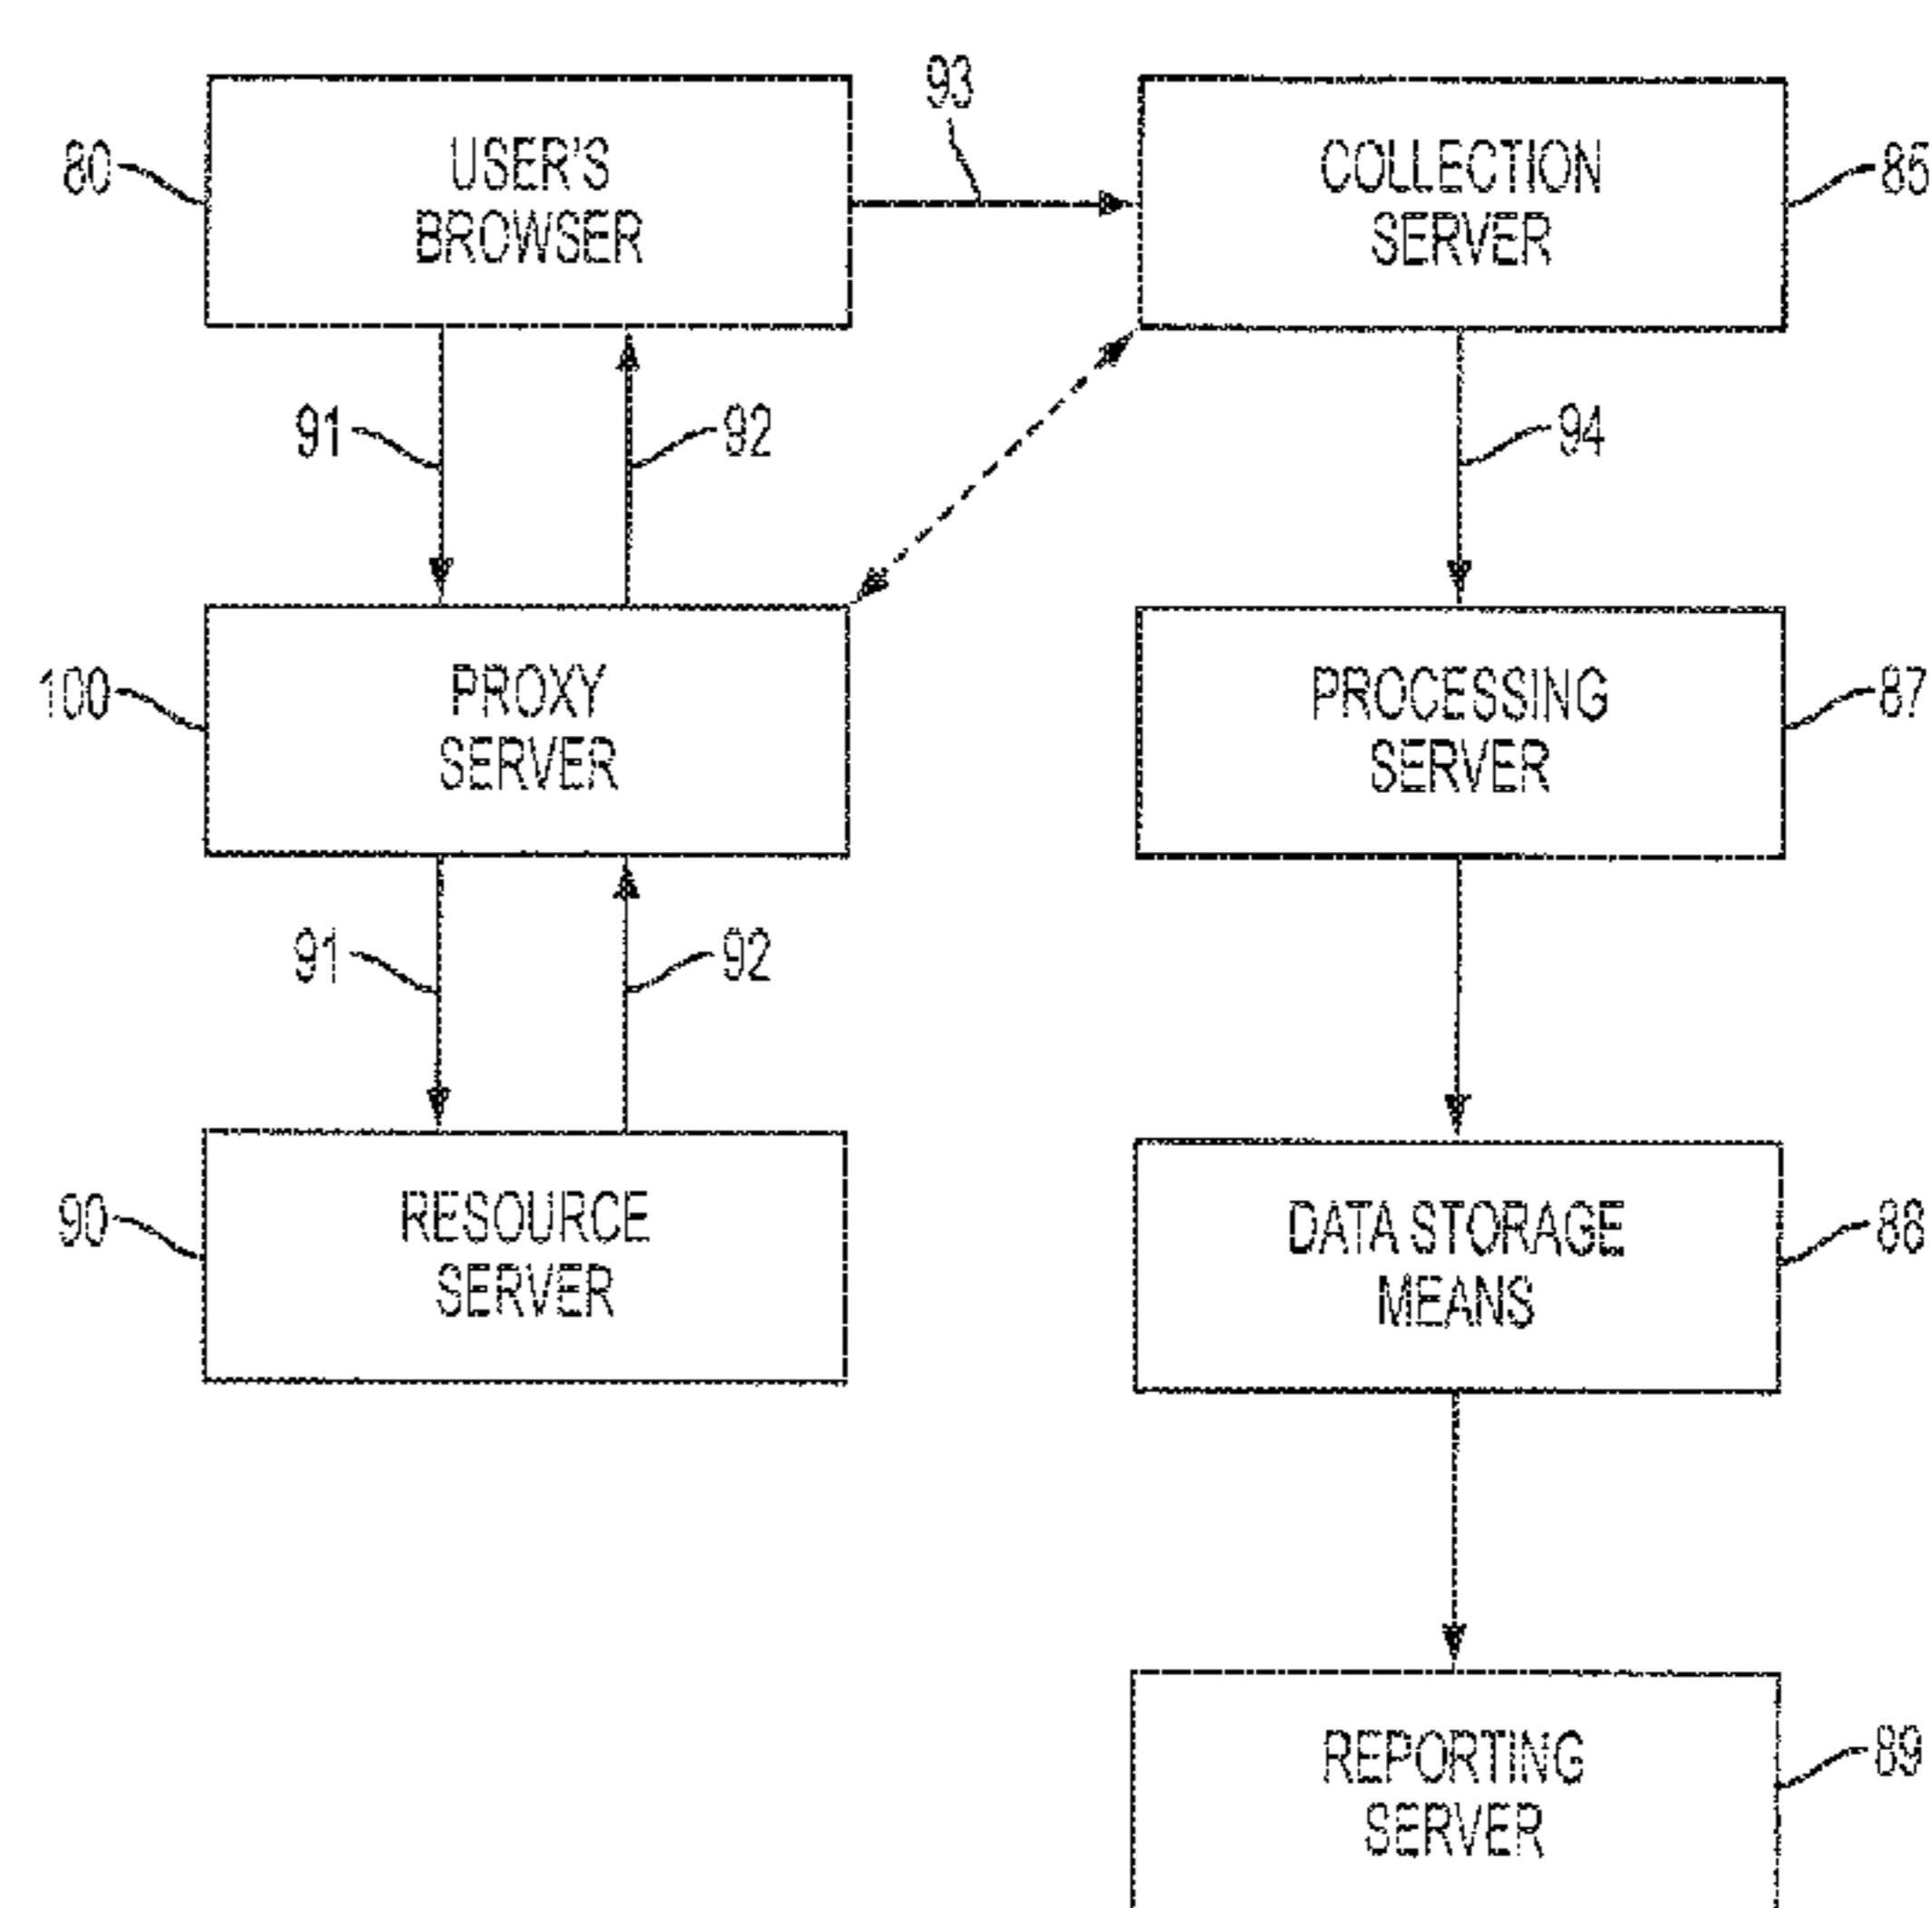 93
80
USER'S
BROWSER
COLLECTION
SERVER
85
91
92
94
100
PROXY
SERVER
PROCESSING
SERVER
87
91
92
90
RESOURCE
SERVER
DATA STORAGE
MEANS
88
REPORTING
SERVER
89